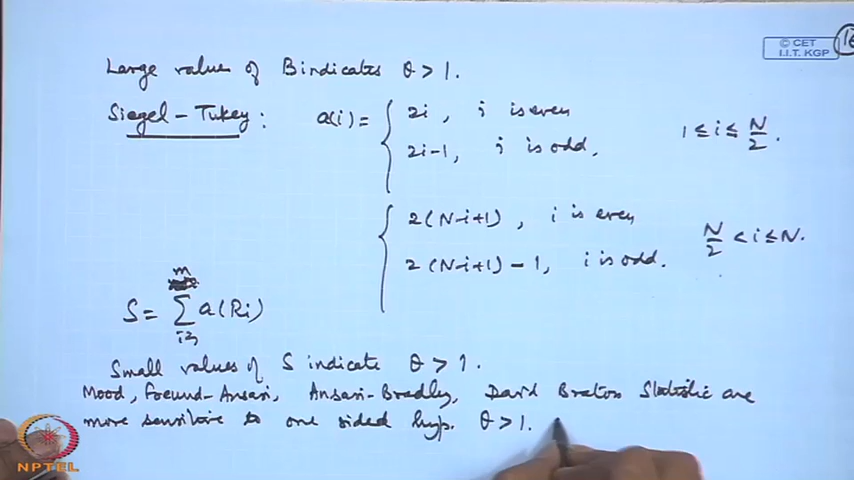 Large value of B indicates θ > 1.
© CET
I.I.T. KGP
Siegel - Tukey : a(i) = { 2i , i is even
2i-1, i is odd, 1 ≤ i ≤ N/2 .
{ 2(N-i+1) , i is even
2 (N-i+1) - 1, i is odd. N/2 < i ≤ N.
S = Σ a(Ri)
m
Small values of S indicate θ > 1.
Mood, Foeund-Ansari, Ansari-Bradley, David Braton Statistic are
more sensitive to one sided hyp. θ > 1.
NPTEL